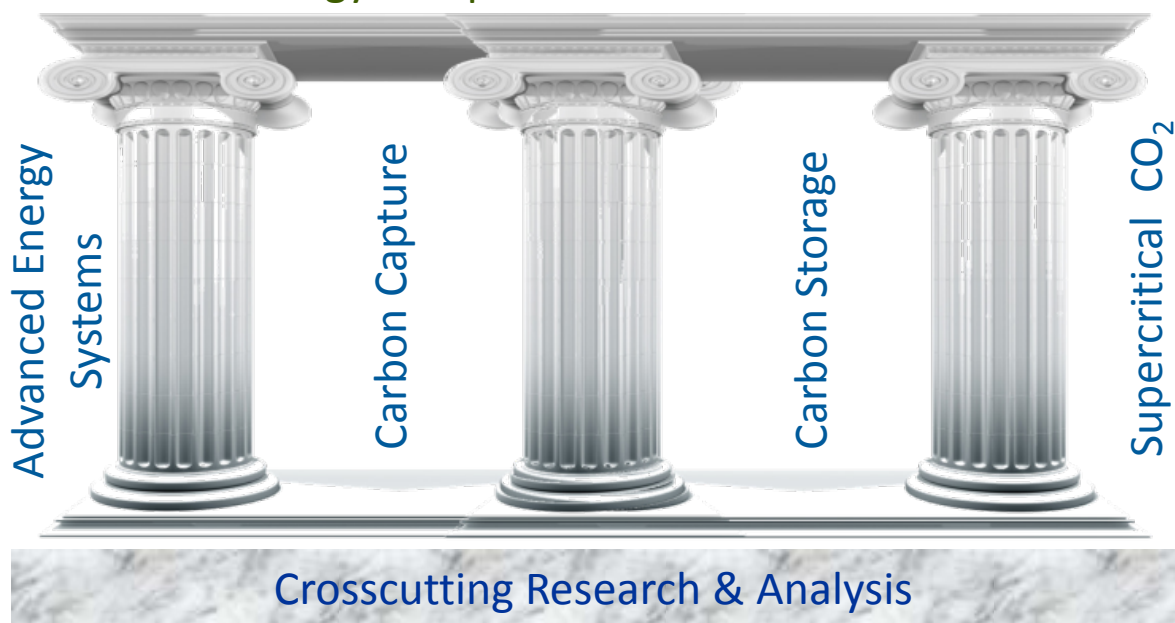 Advanced Energy
Systems
Carbon Capture
Carbon Storage
Supercritical CO₂
Crosscutting Research & Analysis